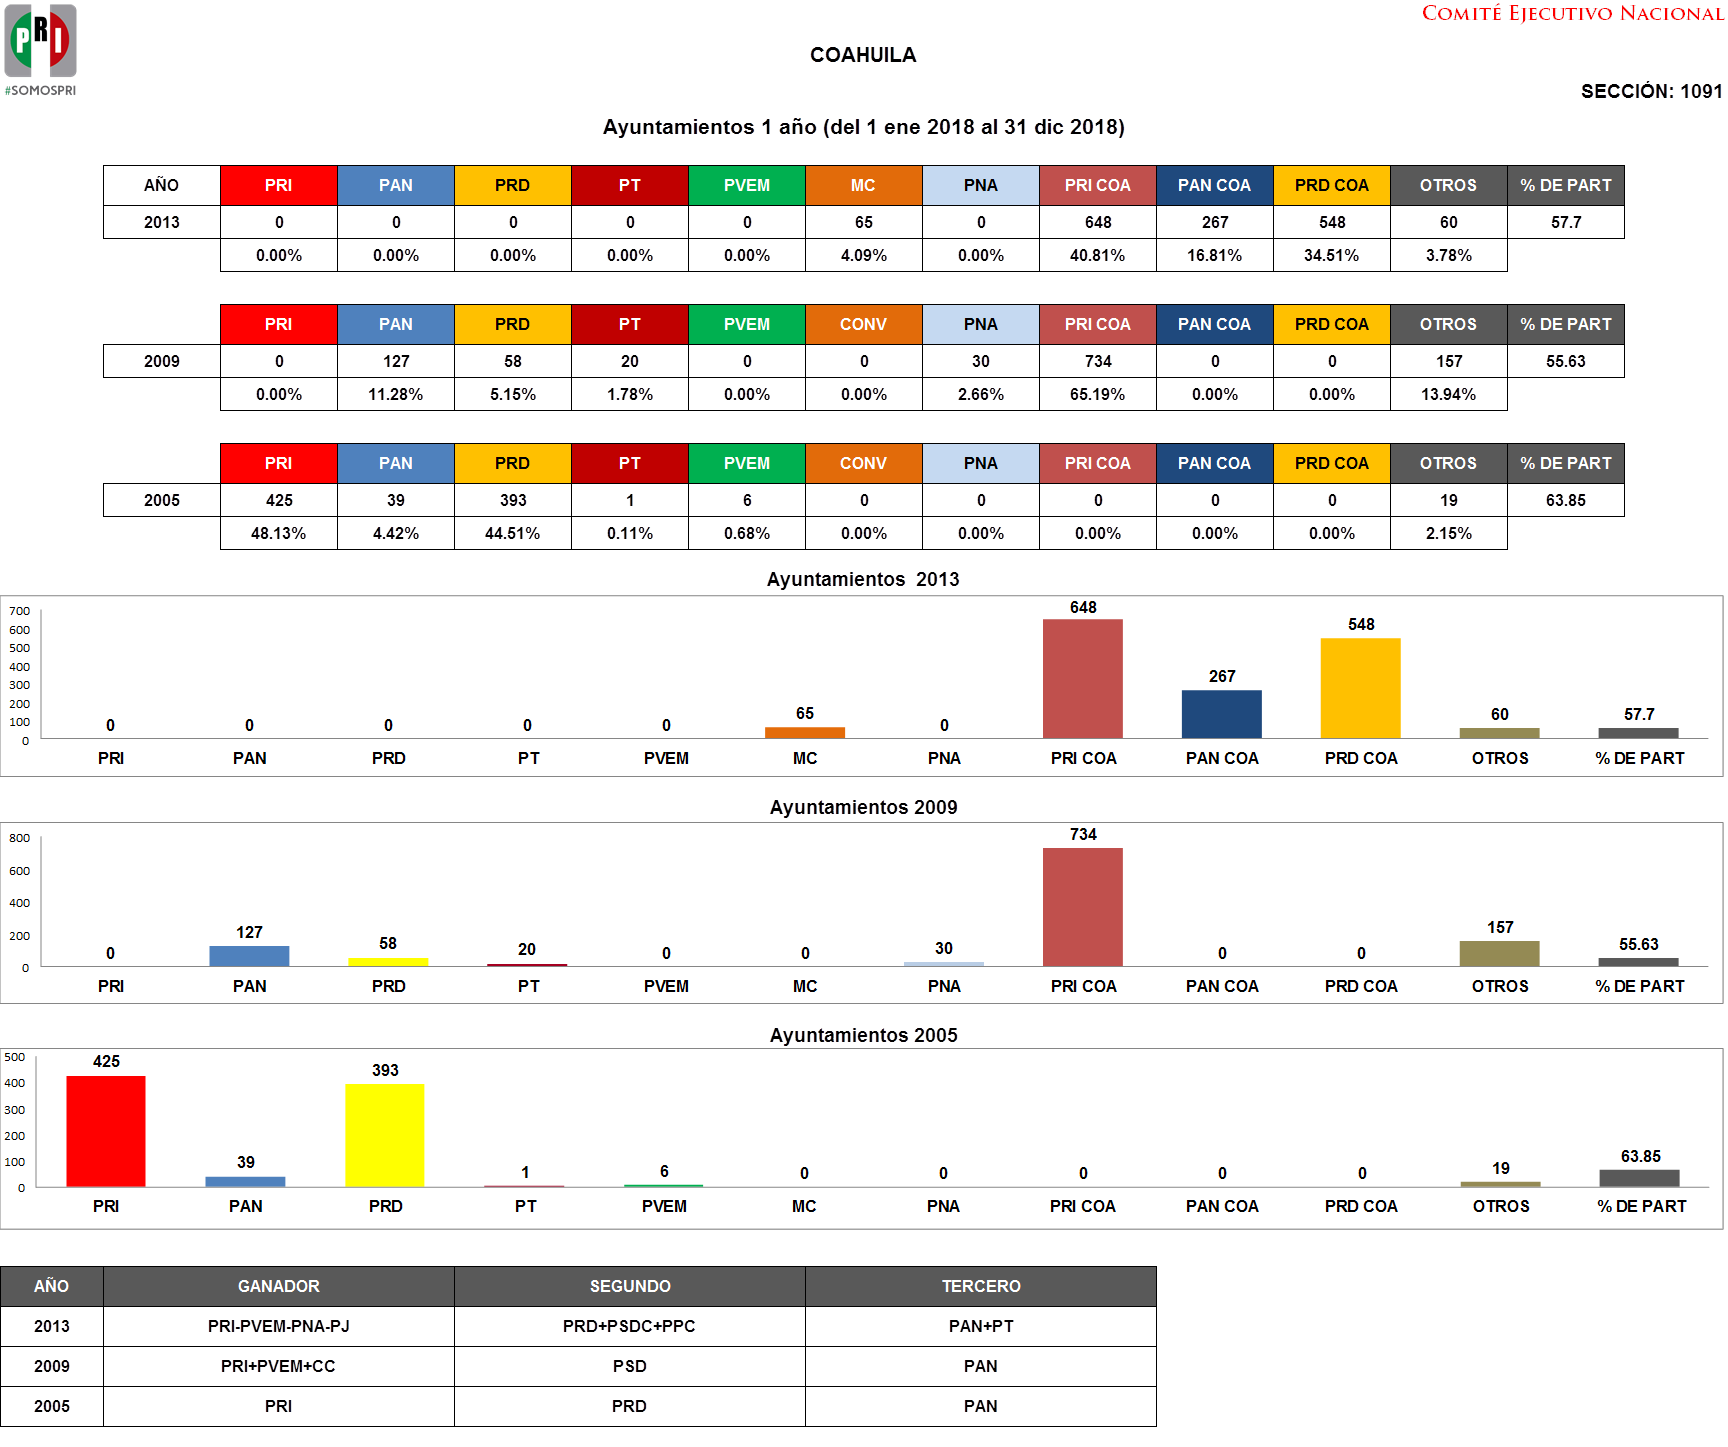 COMITÉ EJECUTIVO NACIONAL
PRI
#SOMOSPRI
COAHUILA
SECCIÓN: 1091
Ayuntamientos 1 año (del 1 ene 2018 al 31 dic 2018)
AÑO PRI PAN PRD PT PVEM MC PNA PRI COA PAN COA PRD COA OTROS % DE PART
2013 0 0 0 0 0 65 0 648 267 548 60 57.7
0.00% 0.00% 0.00% 0.00% 0.00% 4.09% 0.00% 40.81% 16.81% 34.51% 3.78%
PRI PAN PRD PT PVEM CONV PNA PRI COA PAN COA PRD COA OTROS % DE PART
2009 0 127 58 20 0 0 30 734 0 0 157 55.63
0.00% 11.28% 5.15% 1.78% 0.00% 0.00% 2.66% 65.19% 0.00% 0.00% 13.94%
PRI PAN PRD PT PVEM CONV PNA PRI COA PAN COA PRD COA OTROS % DE PART
2005 425 39 393 1 6 0 0 0 0 0 19 63.85
48.13% 4.42% 44.51% 0.11% 0.68% 0.00% 0.00% 0.00% 0.00% 0.00% 2.15%
Ayuntamientos 2013
700
600
500
400
300
200
100
0
0 0 0 0 0 65 0 648 267 548 60 57.7
PRI PAN PRD PT PVEM MC PNA PRI COA PAN COA PRD COA OTROS % DE PART
Ayuntamientos 2009
800
600
400
200
0
0 127 58 20 0 0 30 734 0 0 157 55.63
PRI PAN PRD PT PVEM MC PNA PRI COA PAN COA PRD COA OTROS % DE PART
Ayuntamientos 2005
500
400
300
200
100
0
425 39 393 1 6 0 0 0 0 0 19 63.85
PRI PAN PRD PT PVEM MC PNA PRI COA PAN COA PRD COA OTROS % DE PART
AÑO GANADOR SEGUNDO TERCERO
2013 PRI-PVEM-PNA-PJ PRD+PSDC+PPC PAN+PT
2009 PRI+PVEM+CC PSD PAN
2005 PRI PRD PAN